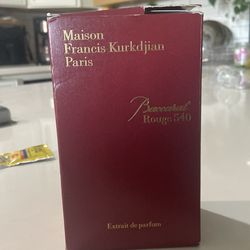 Maison
Francis Kurkdjian
Paris
Baccarat
Rouge 540
Extrait de parfum